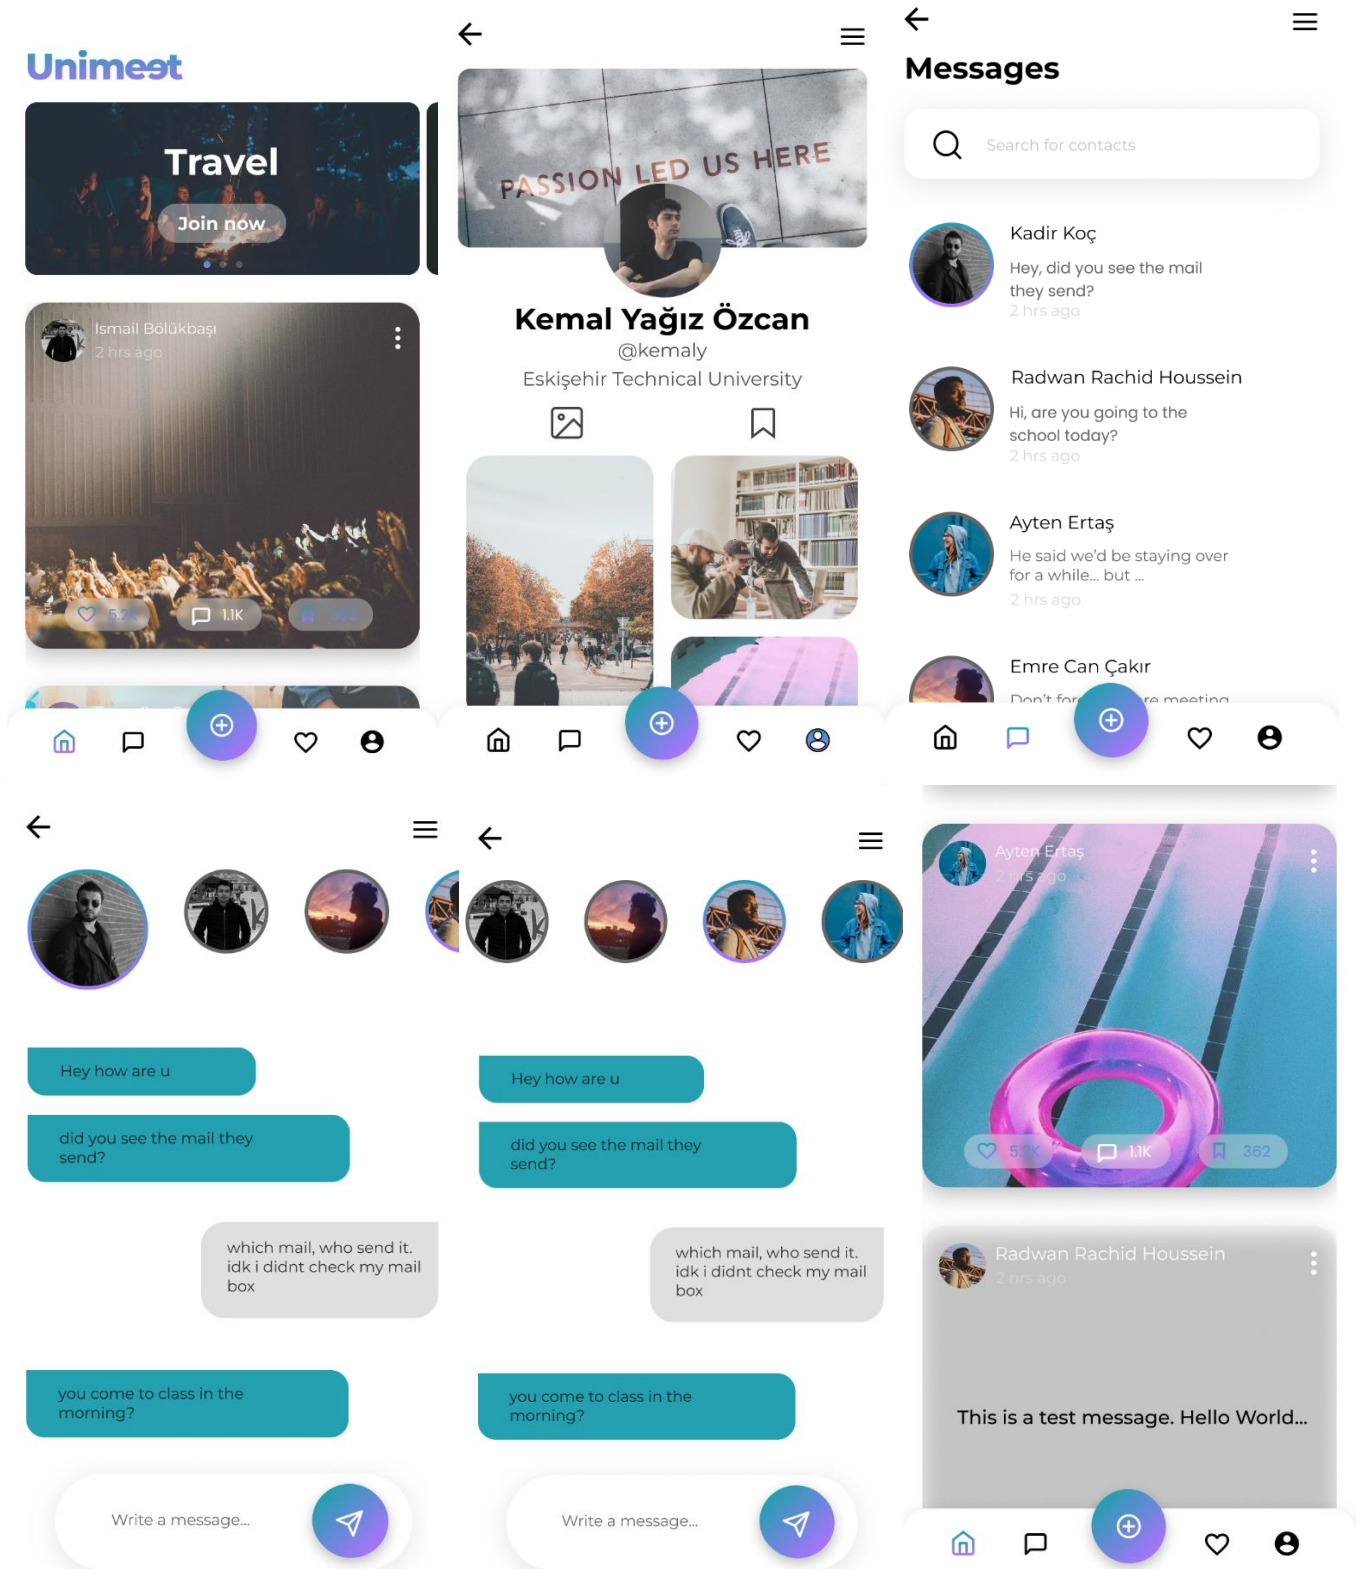 Unimeet
Travel
Join now
Ismail Bölükbaşı
2 hrs ago
5.2K
1.1K
362
PASSION LED US HERE
Kemal Yağız Özcan
@kemaly
Eskişehir Technical University
Messages
Search for contacts
Kadir Koç
Hey, did you see the mail
they send?
2 hrs ago
Radwan Rachid Houssein
Hi, are you going to the
school today?
2 hrs ago
Ayten Ertaş
He said we'd be staying over
for a while... but ...
2 hrs ago
Emre Can Çakır
meeting
Hey how are u
did you see the mail they
send?
which mail, who send it.
idk i didnt check my mail
box
you come to class in the
morning?
Write a message...
Hey how are u
did you see the mail they
send?
which mail, who send it.
idk i didnt check my mail
box
you come to class in the
morning?
Write a message...
Ayten Ertaş
2 hrs ago
5.2K
1.1K
362
Radwan Rachid Houssein
2 hrs ago
This is a test message. Hello World...